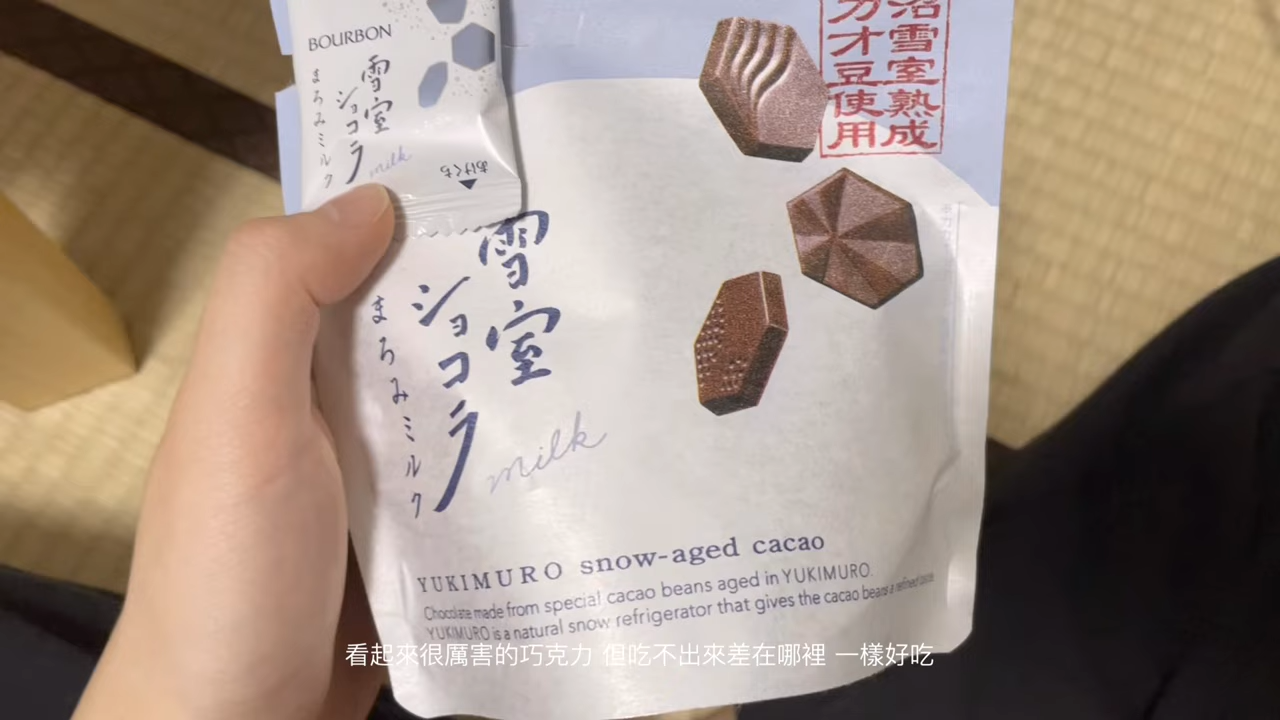 BOURBON
雪室
ショコラ
まろみミルク
milk
あけくち
沼雪室熟成
カカオ豆使用
雪室
ショコラ
まろみミルク
milk
YUKIMURO snow-aged cacao
Chocolate made from special cacao beans aged in YUKIMURO.
YUKIMURO is a natural snow refrigerator that gives the cacao beans a refined taste.
看起來很厲害的巧克力 但吃不出來差在哪裡 一樣好吃